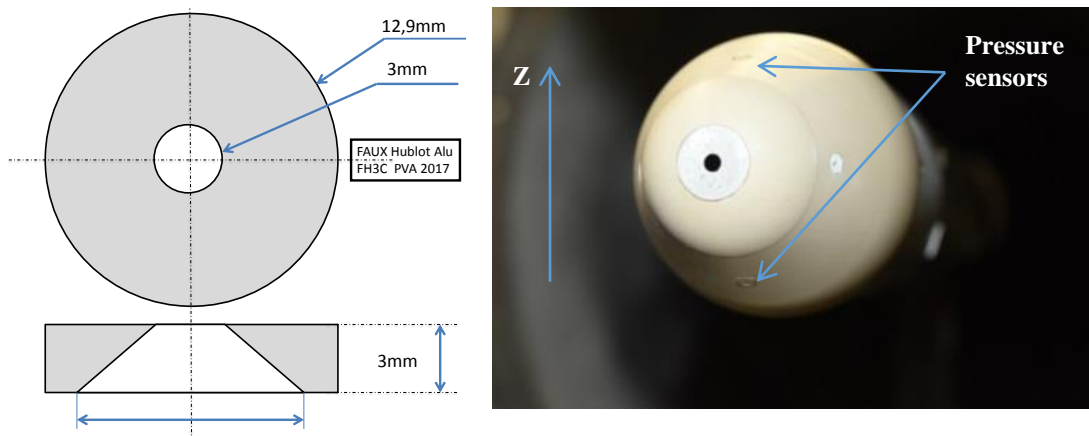 12,9mm
3mm
FAUX Hublot Alu
FH3C PVA 2017
3mm
Z
Pressure
sensors